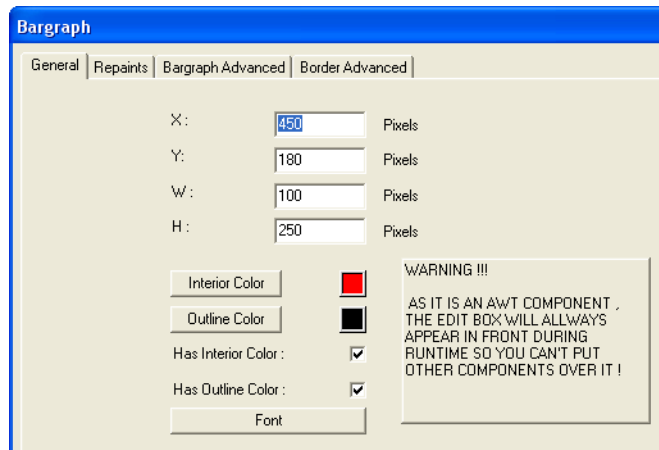 Bargraph
General Repaints Bargraph Advanced Border Advanced
X : 450 Pixels
Y: 180 Pixels
W : 100 Pixels
H : 250 Pixels
Interior Color
Outline Color
Has Interior Color :
Has Outline Color :
Font
WARNING !!!
AS IT IS AN AWT COMPONENT ,
THE EDIT BOX WILL ALLWAYS
APPEAR IN FRONT DURING
RUNTIME SO YOU CAN'T PUT
OTHER COMPONENTS OVER IT !